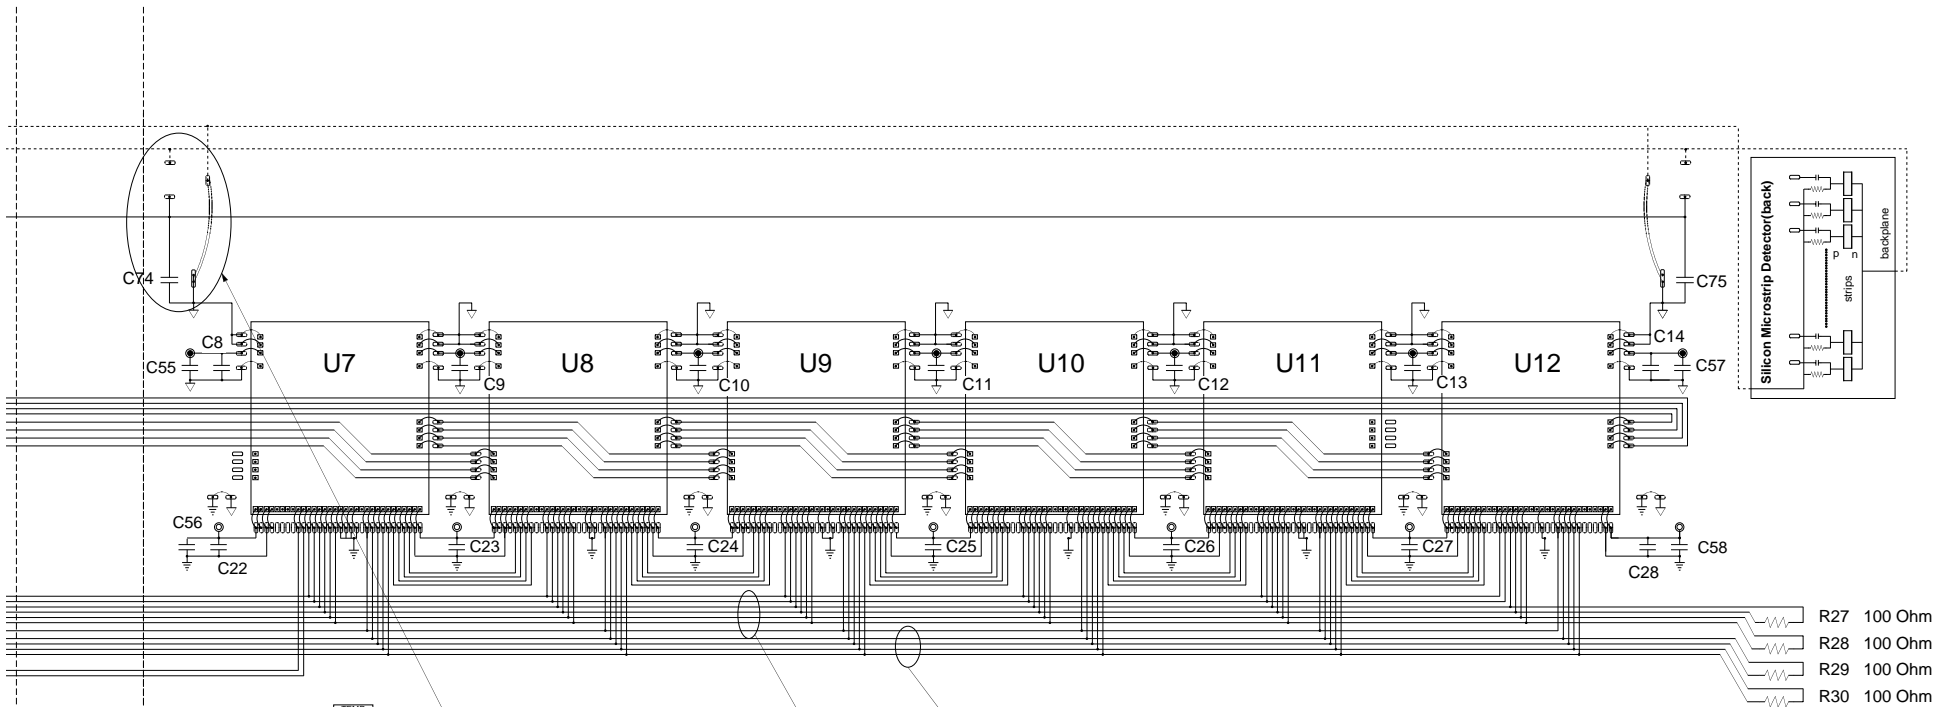 Silicon Microstrip Detector(back)
backplane
p n
strips
C74
C75
C8
C14
C55
U7
U8
U9
U10
U11
U12
C57
C9
C10
C11
C12
C13
C56
C23
C24
C25
C26
C27
C58
C22
C28
R27 100 Ohm
R28 100 Ohm
R29 100 Ohm
R30 100 Ohm